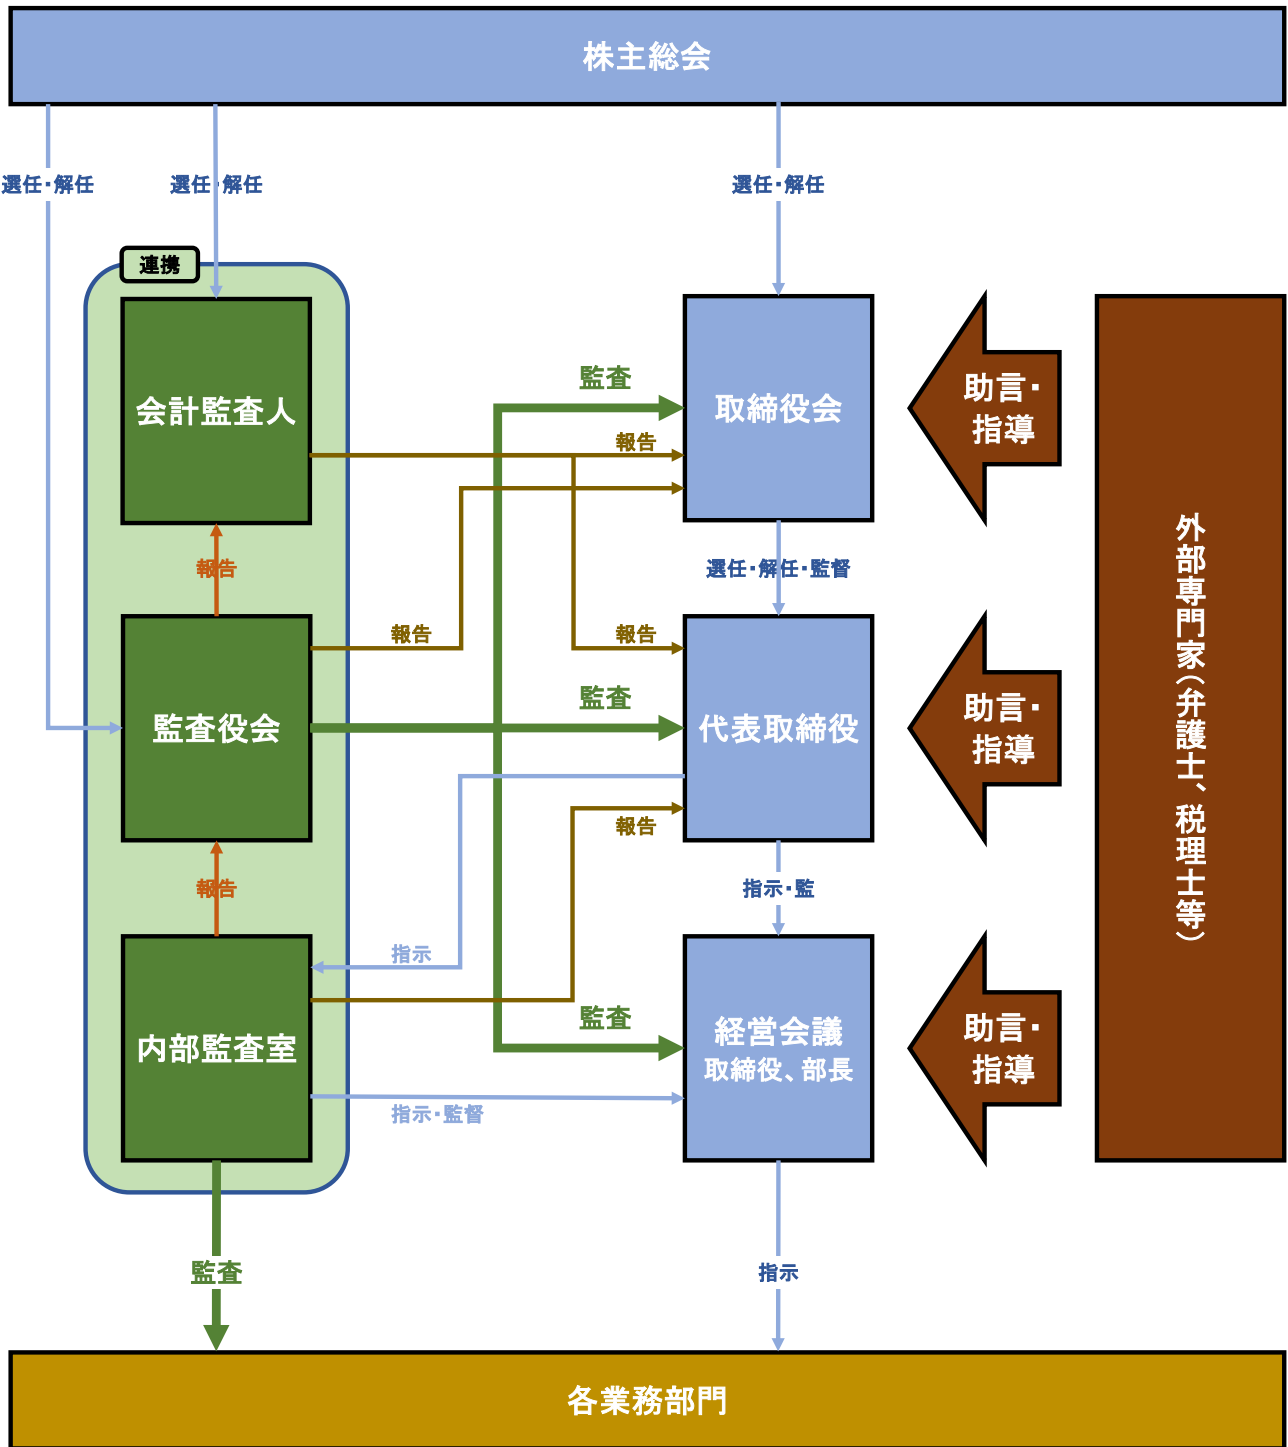 株主総会
選任・解任
選任・解任
選任・解任
連携
会計監査人
監査
取締役会
報告
助言・
指導
報告
選任・解任・監督
報告
報告
監査
監査役会
代表取締役
助言・
指導
報告
報告
指示・監
指示
監査
内部監査室
経営会議
取締役、部長
助言・
指導
指示・監督
外部専門家（弁護士、税理士等）
監査
指示
各業務部門